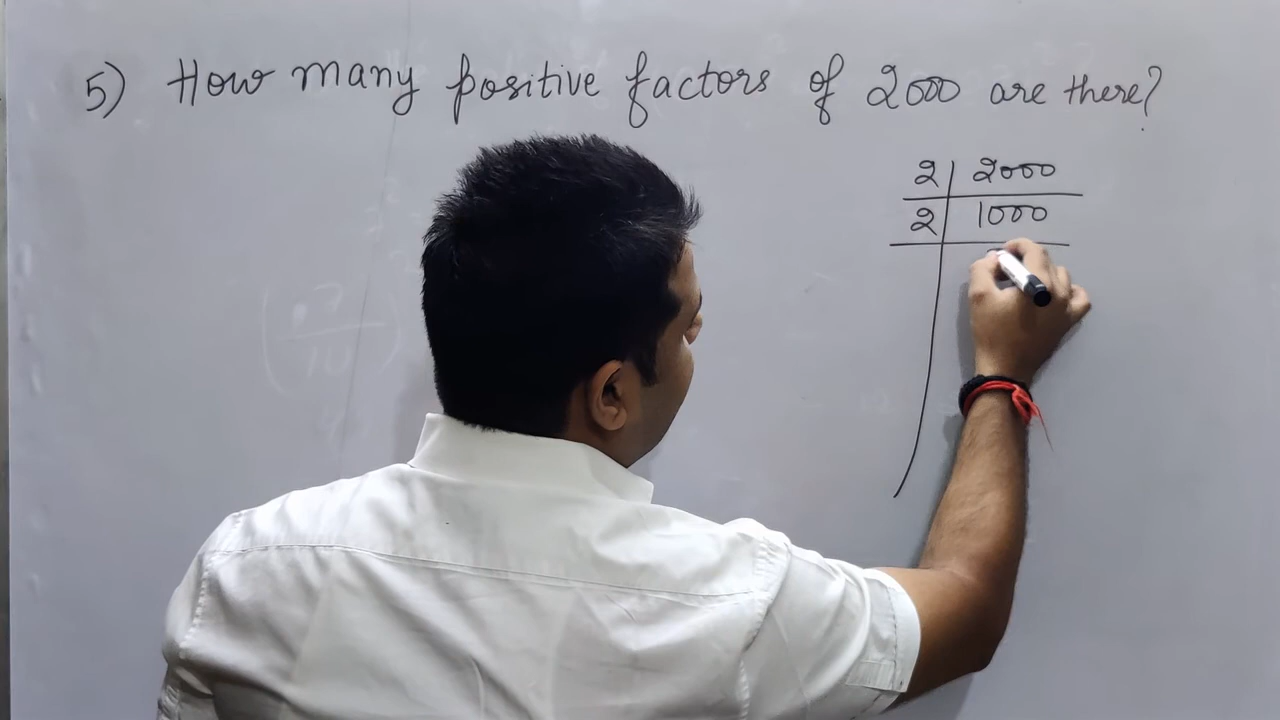 5) How many positive factors of 2000 are there?
2 | 2000
2 | 1000